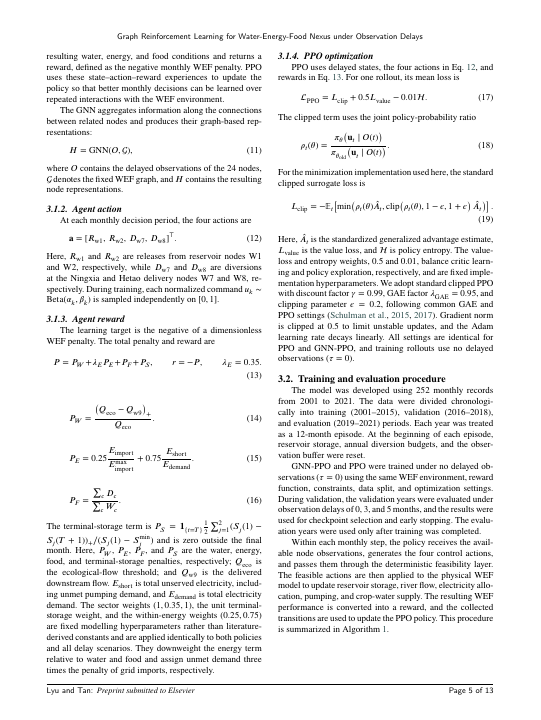 Graph Reinforcement Learning for Water-Energy-Food Nexus under Observation Delays
resulting water, energy, and food conditions and returns a
reward, defined as the negative monthly WEF penalty. PPO
uses these state–action–reward experiences to update the
policy so that better monthly decisions can be learned over
repeated interactions with the WEF environment.
The GNN aggregates information along the connections
between related nodes and produces their graph-based rep-
resentations:
H = GNN(O, G), (11)
where O contains the delayed observations of the 24 nodes,
G denotes the fixed WEF graph, and H contains the resulting
node representations.
3.1.2. Agent action
At each monthly decision period, the four actions are
a = [R_{w1}, R_{w2}, D_{w7}, D_{w8}]^⊤. (12)
Here, R_{w1} and R_{w2} are releases from reservoir nodes W1
and W2, respectively, while D_{w7} and D_{w8} are diversions
at the Ningxia and Hetao delivery nodes W7 and W8, re-
spectively. During training, each normalized command u_k ∼
Beta(α_k, β_k) is sampled independently on [0, 1].
3.1.3. Agent reward
The learning target is the negative of a dimensionless
WEF penalty. The total penalty and reward are
P = P_W + λ_E P_E + P_F + P_S, r = −P, λ_E = 0.35.
(13)
P_W = (Q_{eco} − Q_{w9})_+ / Q_{eco}. (14)
P_E = 0.25 E_{import} / E_{import}^{max} + 0.75 E_{short} / E_{demand}. (15)
P_F = ∑_c D_c / ∑_c W_c. (16)
The terminal-storage term is P_S = 1_{\{t=T\}} 1/2 ∑_{j=1}^{2} (S_j(1) −
S_j(T + 1))_+/(S_j(1) − S_j^{min}) and is zero outside the final
month. Here, P_W, P_E, P_F, and P_S are the water, energy,
food, and terminal-storage penalties, respectively; Q_{eco} is
the ecological-flow threshold; and Q_{w9} is the delivered
downstream flow. E_{short} is total unserved electricity, includ-
ing unmet pumping demand, and E_{demand} is total electricity
demand. The sector weights (1, 0.35, 1), the unit terminal-
storage weight, and the within-energy weights (0.25, 0.75)
are fixed modelling hyperparameters rather than literature-
derived constants and are applied identically to both policies
and all delay scenarios. They downweight the energy term
relative to water and food and assign unmet demand three
times the penalty of grid imports, respectively.
3.1.4. PPO optimization
PPO uses delayed states, the four actions in Eq. 12, and
rewards in Eq. 13. For one rollout, its mean loss is
L_{PPO} = L_{clip} + 0.5L_{value} − 0.01H. (17)
The clipped term uses the joint policy-probability ratio
ρ_t(θ) = π_θ(u_t | O(t)) / π_{θ_{old}}(u_t | O(t)). (18)
For the minimization implementation used here, the standard
clipped surrogate loss is
L_{clip} = −𝔼_t[min(ρ_t(θ)Â_t, clip(ρ_t(θ), 1 − ϵ, 1 + ϵ) Â_t)].
(19)
Here, Â_t is the standardized generalized advantage estimate,
L_{value} is the value loss, and H is policy entropy. The value-
loss and entropy weights, 0.5 and 0.01, balance critic learn-
ing and policy exploration, respectively, and are fixed imple-
mentation hyperparameters. We adopt standard clipped PPO
with discount factor γ = 0.99, GAE factor λ_{GAE} = 0.95, and
clipping parameter ϵ = 0.2, following common GAE and
PPO settings (Schulman et al., 2015, 2017). Gradient norm
is clipped at 0.5 to limit unstable updates, and the Adam
learning rate decays linearly. All settings are identical for
PPO and GNN-PPO, and training rollouts use no delayed
observations (τ = 0).
3.2. Training and evaluation procedure
The model was developed using 252 monthly records
from 2001 to 2021. The data were divided chronologi-
cally into training (2001–2015), validation (2016–2018),
and evaluation (2019–2021) periods. Each year was treated
as a 12-month episode. At the beginning of each episode,
reservoir storage, annual diversion budgets, and the obser-
vation buffer were reset.
GNN-PPO and PPO were trained under no delayed ob-
servations (τ = 0) using the same WEF environment, reward
function, constraints, data split, and optimization settings.
During validation, the validation years were evaluated under
observation delays of 0, 3, and 5 months, and the results were
used for checkpoint selection and early stopping. The evalu-
ation years were used only after training was completed.
Within each monthly step, the policy receives the avail-
able node observations, generates the four control actions,
and passes them through the deterministic feasibility layer.
The feasible actions are then applied to the physical WEF
model to update reservoir storage, river flow, electricity allo-
cation, pumping, and crop-water supply. The resulting WEF
performance is converted into a reward, and the collected
transitions are used to update the PPO policy. This procedure
is summarized in Algorithm 1.
Lyu and Tan: Preprint submitted to Elsevier
Page 5 of 13